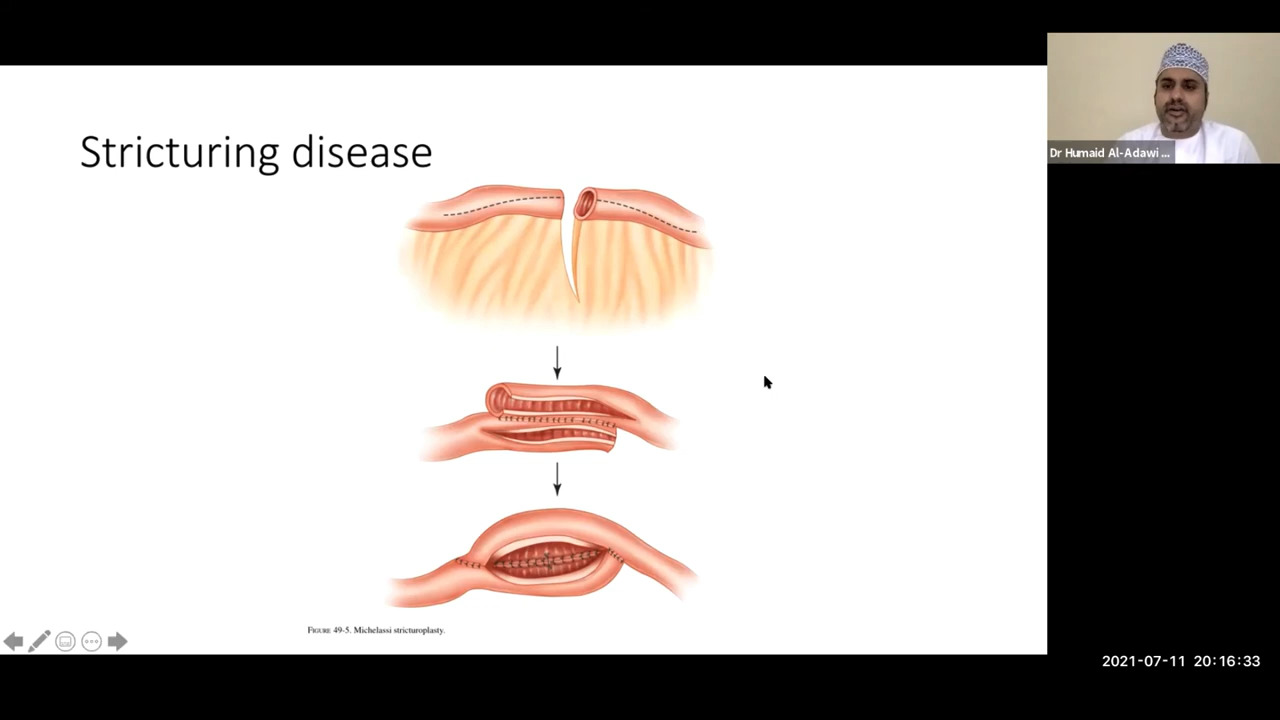 Stricturing disease
Dr Humaid Al-Adawi ...
FIGURE 49-5. Michelassi stricturoplasty.
2021-07-11 20:16:33